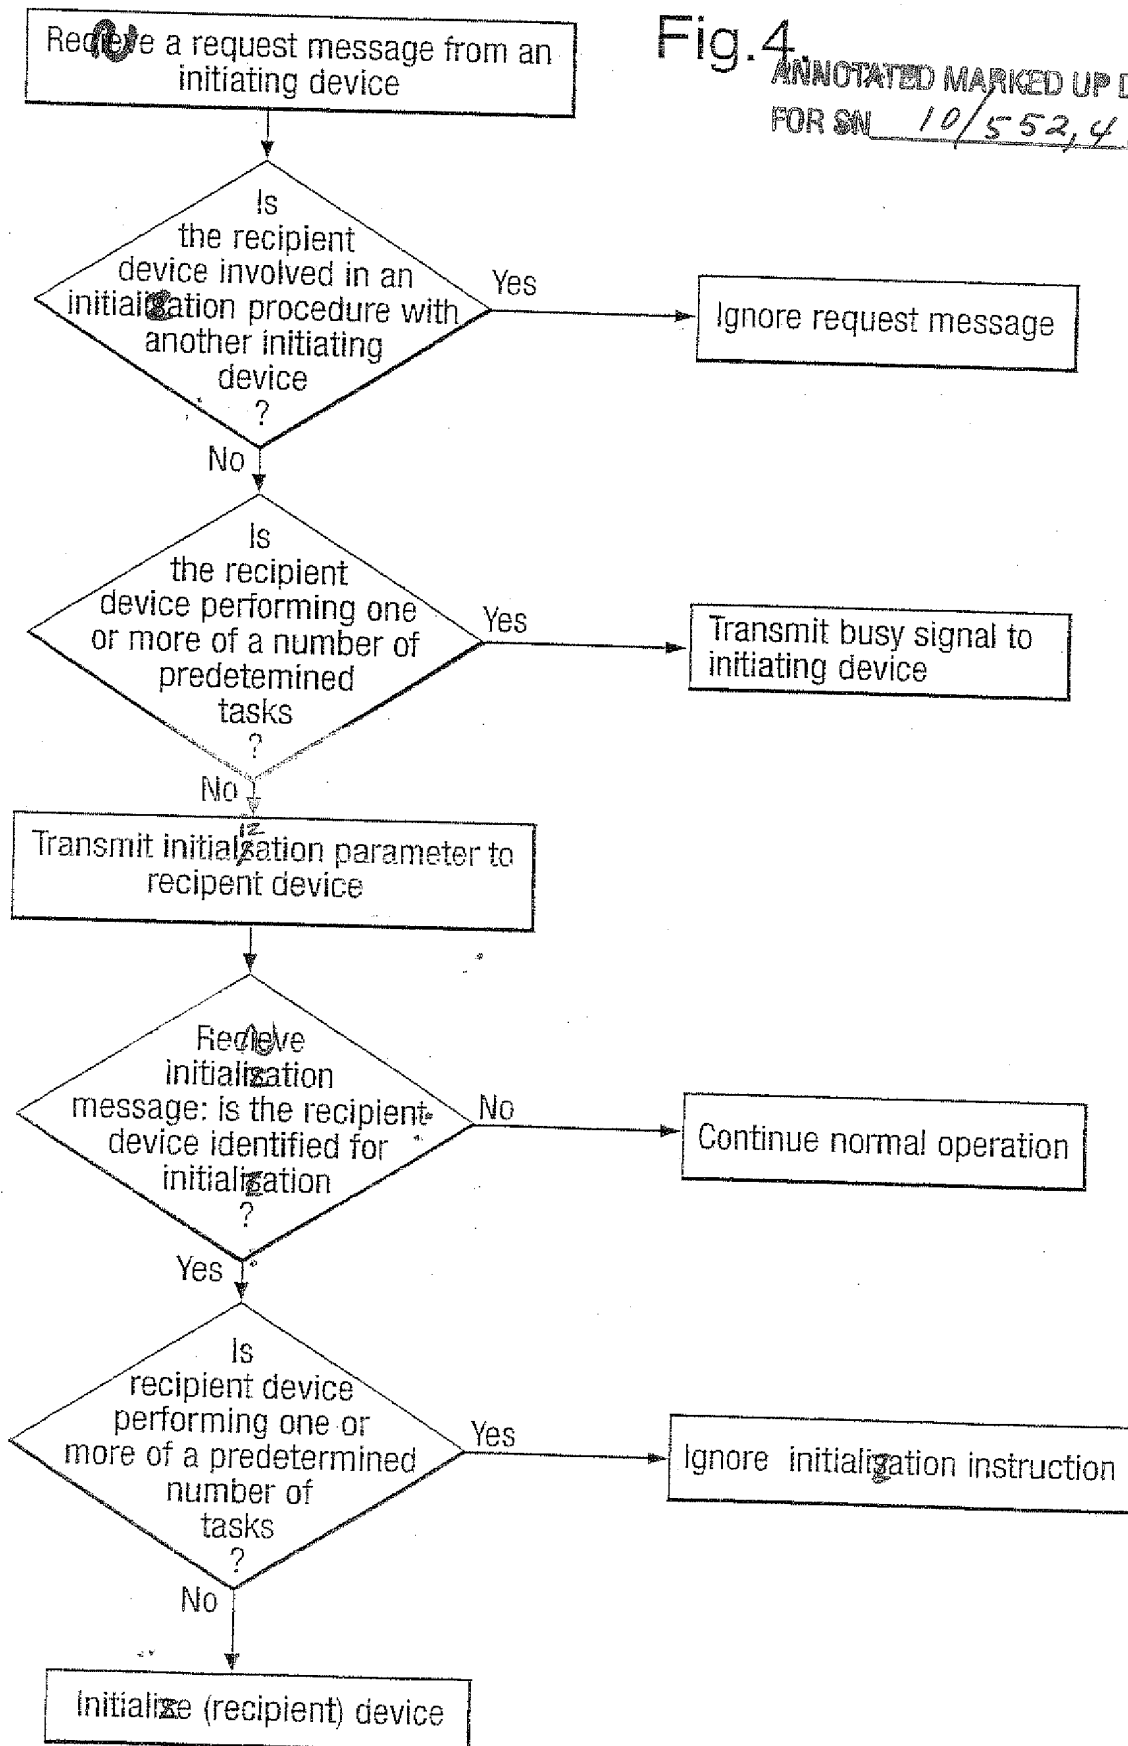 Fig.4.
ANNOTATED MARKED UP D
FOR SN 10/552,4
Recieve a request message from an
initiating device
Is
the recipient
device involved in an
initialization procedure with
another initiating
device
?
Yes
Ignore request message
No
Is
the recipient
device performing one
or more of a number of
predetemined
tasks
?
Yes
Transmit busy signal to
initiating device
No
Transmit initialization parameter to
recipent device
Recieve
initialization
message: is the recipient
device identified for
initialization
?
No
Continue normal operation
Yes
Is
recipient device
performing one or
more of a predetermined
number of
tasks
?
Yes
Ignore initialization instruction
No
Initialize (recipient) device